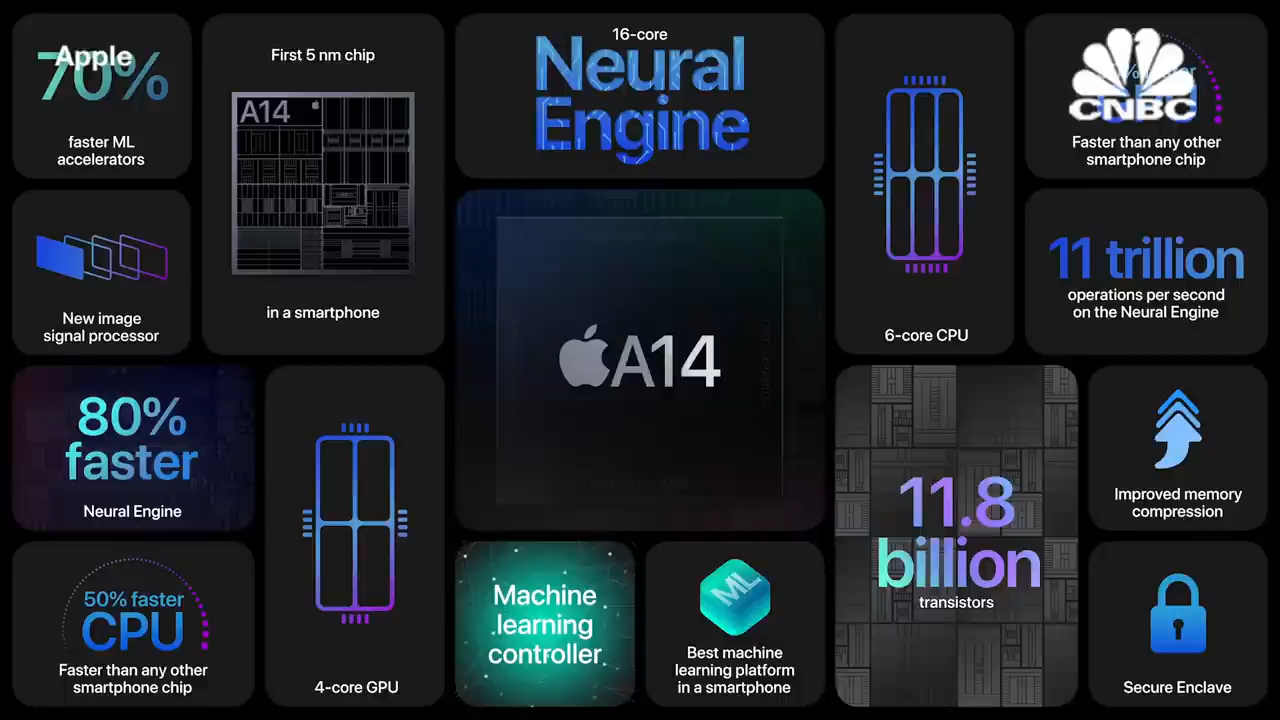 Apple
70%
faster ML
accelerators
First 5 nm chip
A14
in a smartphone
16-core
Neural
Engine
CNBC
Faster than any other
smartphone chip
New image
signal processor
A14
6-core CPU
11 trillion
operations per second
on the Neural Engine
80%
faster
Neural Engine
4-core GPU
11.8
billion
transistors
Improved memory
compression
50% faster
CPU
Faster than any other
smartphone chip
Machine
learning
controller
ML
Best machine
learning platform
in a smartphone
Secure Enclave